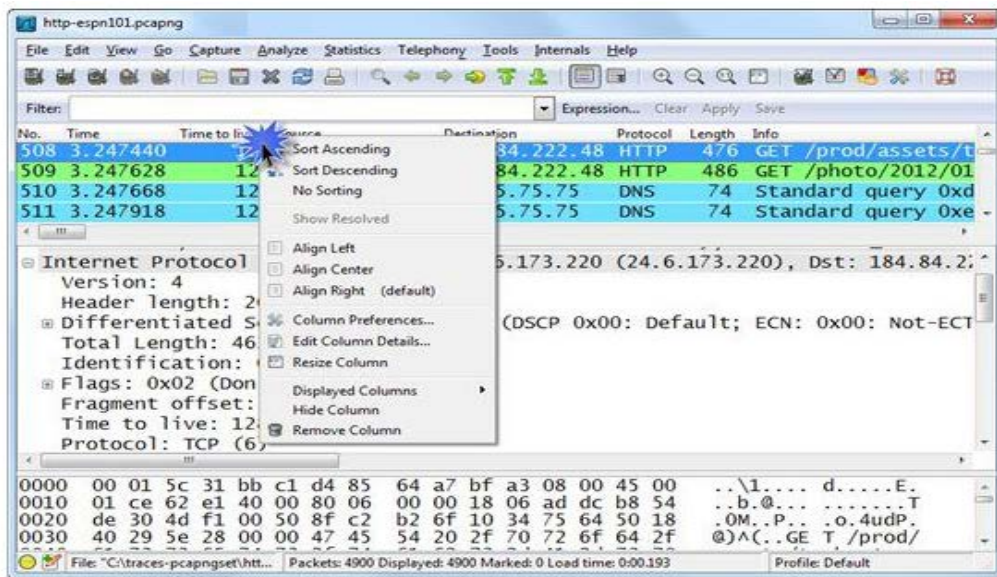 http-espn101.pcapng
File Edit View Go Capture Analyze Statistics Telephony Tools Internals Help
Filter: Expression... Clear Apply Save
No. Time Time to Destination Protocol Length Info
508 3.247440 84.222.48 HTTP 476 GET /prod/assets/t
509 3.247628 12 84.222.48 HTTP 486 GET /photo/2012/01
510 3.247668 12 5.75.75 DNS 74 Standard query 0xd
511 3.247918 12 5.75.75 DNS 74 Standard query 0xe
Sort Ascending
Sort Descending
No Sorting
Show Resolved
Align Left
Align Center
Align Right (default)
Column Preferences...
Edit Column Details...
Resize Column
Displayed Columns
Hide Column
Remove Column
Internet Protocol 5.173.220 (24.6.173.220), Dst: 184.84.2
Version: 4
Header length: 2
Differentiated S (DSCP 0x00: Default; ECN: 0x00: Not-ECT
Total Length: 46
Identification:
Flags: 0x02 (Don
Fragment offset:
Time to live: 12
Protocol: TCP (6)
0000 00 01 5c 31 bb c1 d4 85 64 a7 bf a3 08 00 45 00 ..\1.... d.....E.
0010 01 ce 62 e1 40 00 80 06 00 00 18 06 ad dc b8 54 ..b.@... .......T
0020 de 30 4d f1 00 50 8f c2 b2 6f 10 34 75 64 50 18 .0M..P.. .o.4udP.
0030 40 29 5e 28 00 00 47 45 54 20 2f 70 72 6f 64 2f @)^(..GE T /prod/
File: "C:\traces-pcapngset\htt... Packets: 4900 Displayed: 4900 Marked: 0 Load time: 0:00.193 Profile: Default